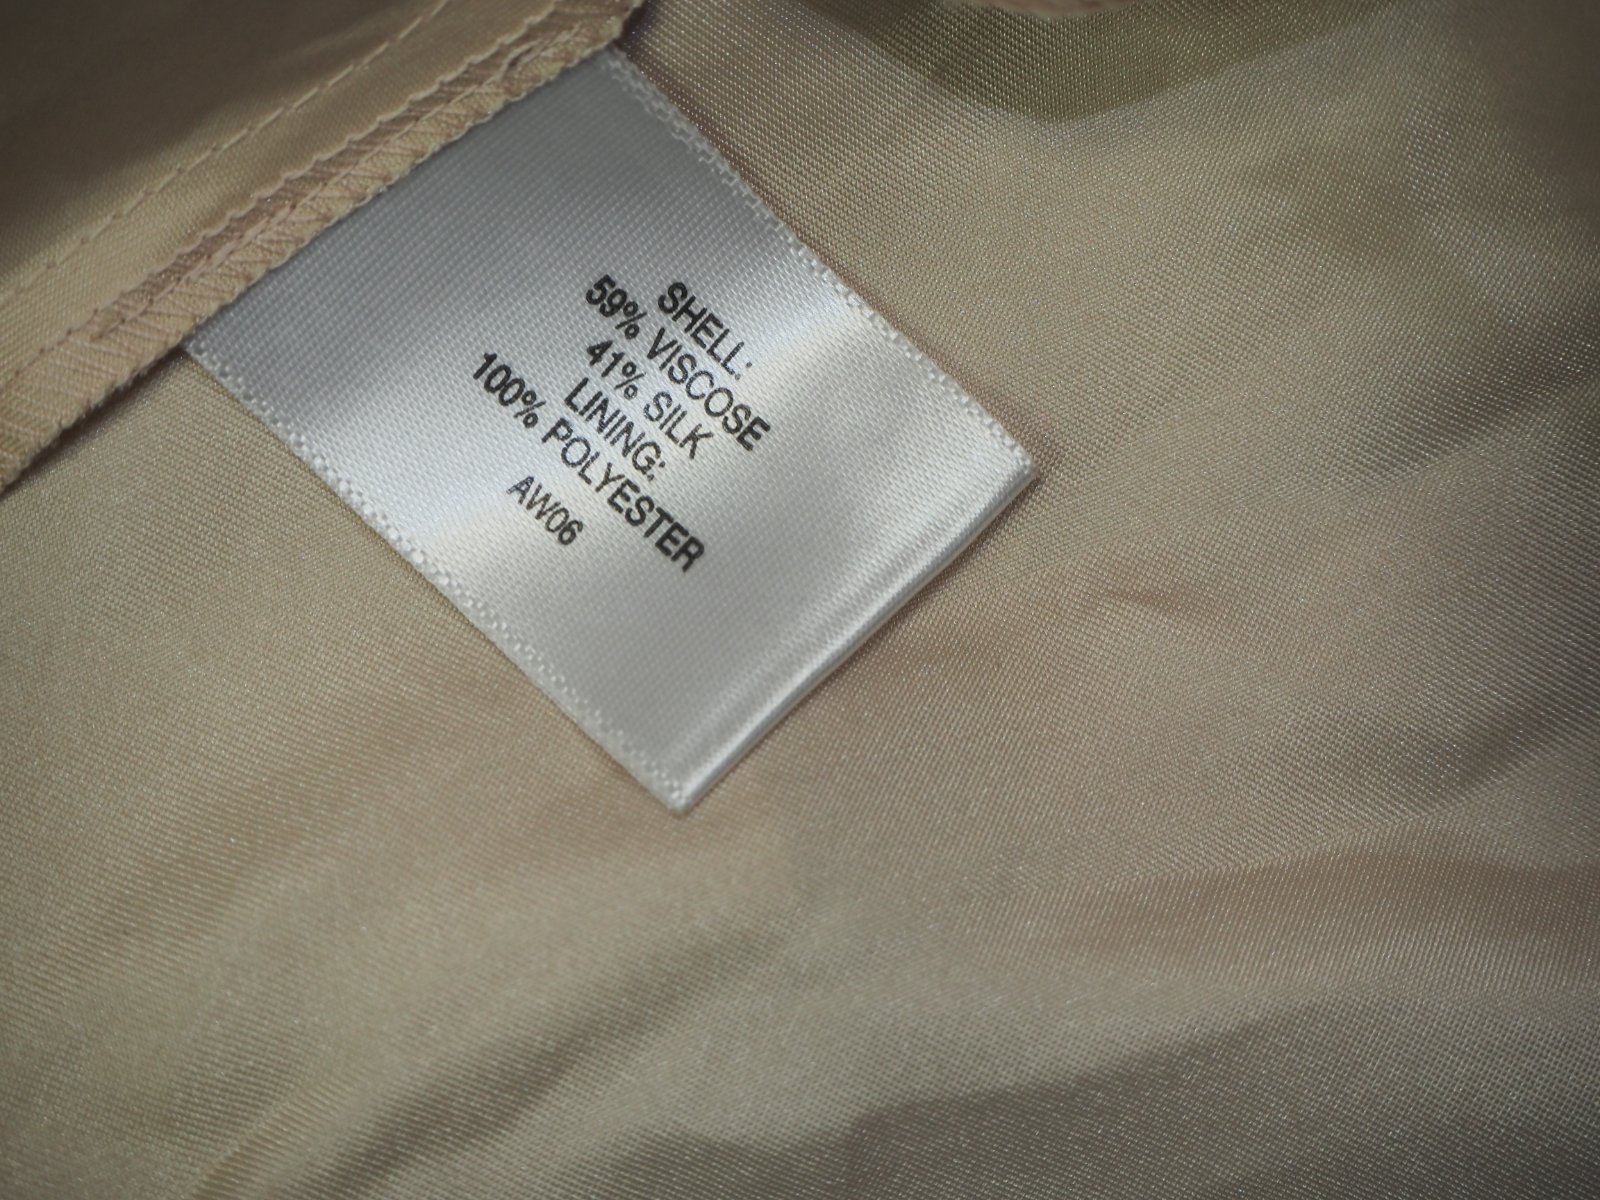 SHELL:
59% VISCOSE
41% SILK
LINING:
100% POLYESTER
AW06